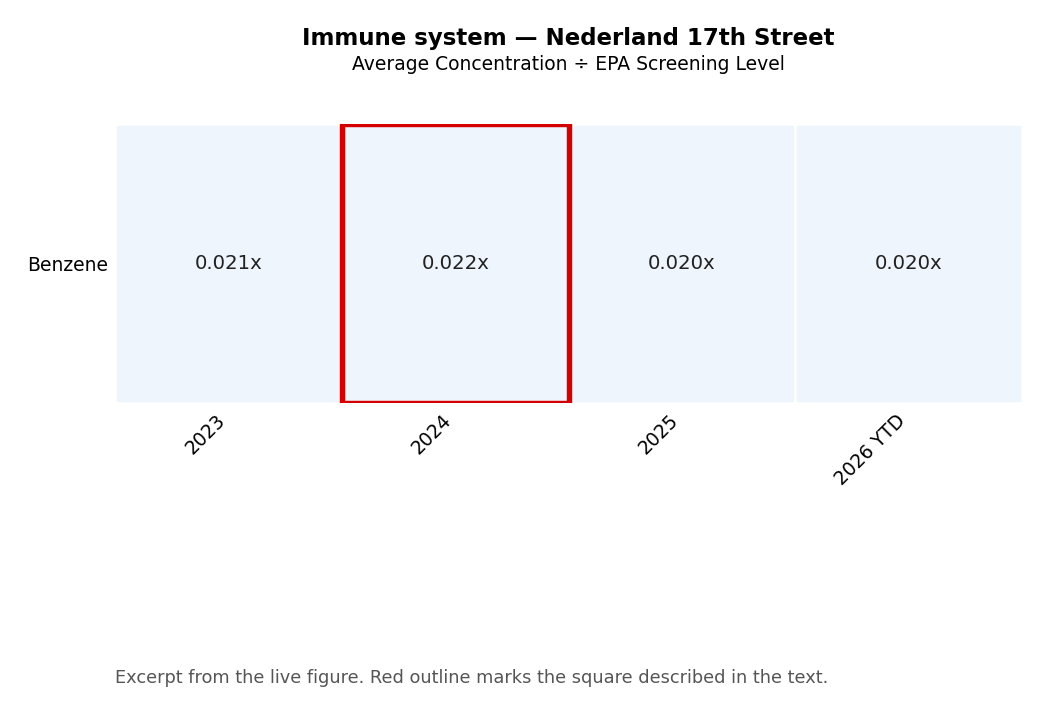 Immune system — Nederland 17th Street
Average Concentration ÷ EPA Screening Level
Benzene
0.021x
0.022x
0.020x
0.020x
2023
2024
2025
2026 YTD
Excerpt from the live figure. Red outline marks the square described in the text.